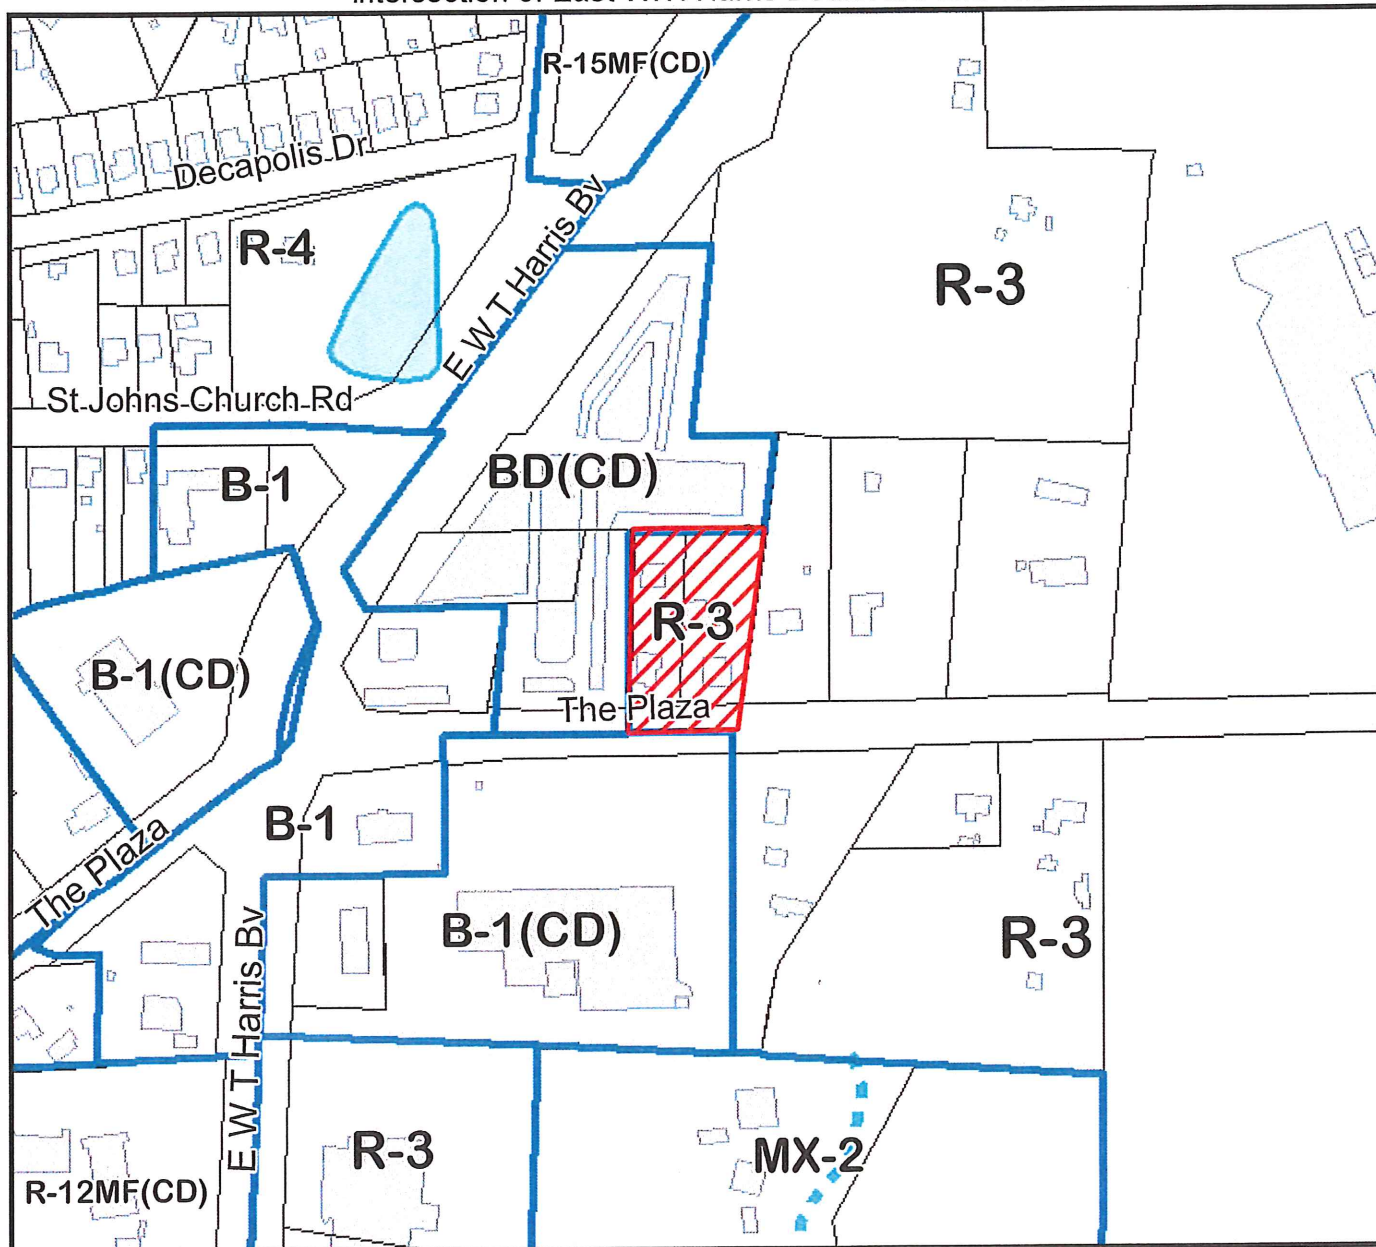 R-15MF(CD)
Decapolis Dr
R-4
E W T Harris Bv
R-3
St Johns Church Rd
B-1
BD(CD)
R-3
B-1(CD)
The Plaza
B-1
The Plaza
B-1(CD)
R-3
E W T Harris Bv
R-3
MX-2
R-12MF(CD)